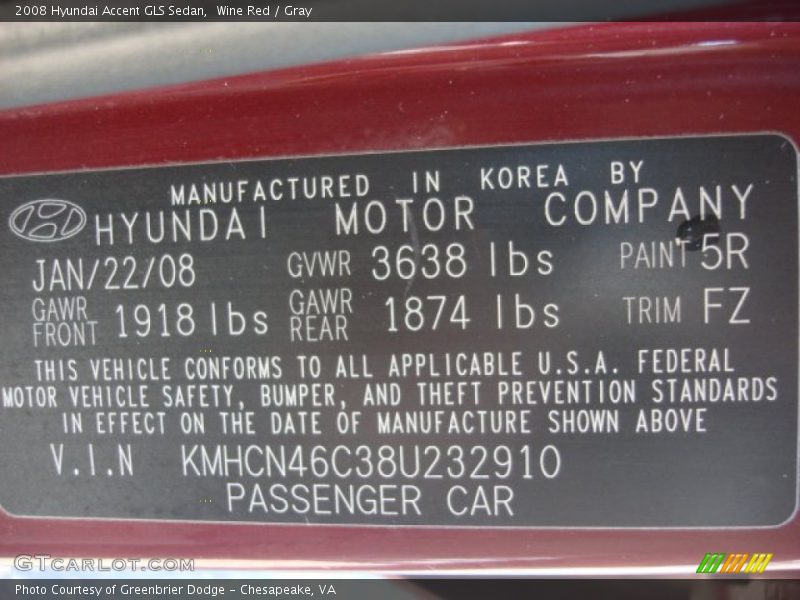 2008 Hyundai Accent GLS Sedan, Wine Red / Gray
MANUFACTURED IN KOREA BY
HYUNDAI MOTOR COMPANY
JAN/22/08 GVWR 3638 lbs PAINT 5R
GAWR FRONT 1918 lbs GAWR REAR 1874 lbs TRIM FZ
THIS VEHICLE CONFORMS TO ALL APPLICABLE U.S.A. FEDERAL
MOTOR VEHICLE SAFETY, BUMPER, AND THEFT PREVENTION STANDARDS
IN EFFECT ON THE DATE OF MANUFACTURE SHOWN ABOVE
V.I.N KMHCN46C38U232910
PASSENGER CAR
GTCARLOT.COM
Photo Courtesy of Greenbrier Dodge - Chesapeake, VA